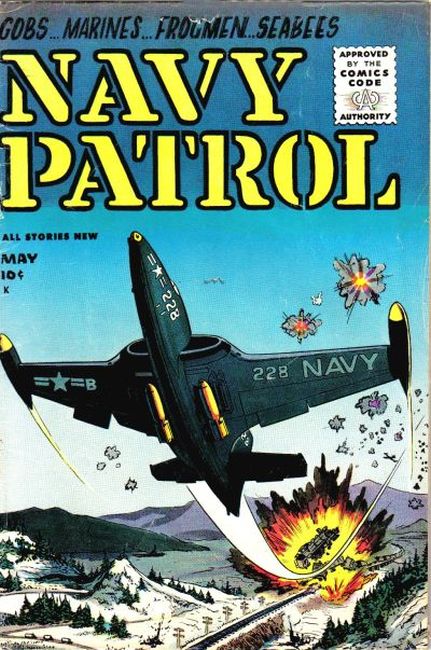 GOBS... MARINES... FROGMEN...SEABEES
NAVY
PATROL
APPROVED
BY THE
COMICS
CODE
CA
AUTHORITY
ALL STORIES NEW
MAY
10¢
K
228
B
228 NAVY